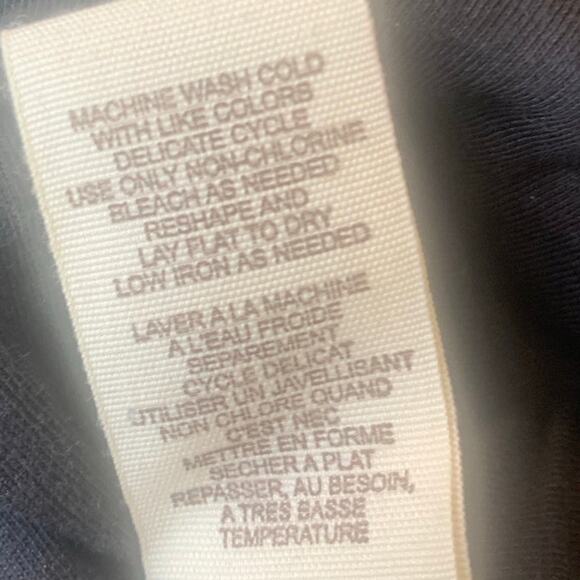 MACHINE WASH COLD
WITH LIKE COLORS
DELICATE CYCLE
USE ONLY NON-CHLORINE
BLEACH AS NEEDED
RESHAPE AND
LAY FLAT TO DRY
LOW IRON AS NEEDED
LAVER A LA MACHINE
A L'EAU FROIDE
SEPAREMENT
CYCLE DELICAT
UTILISER UN JAVELLISANT
NON CHLORE QUAND
C'EST NEC
METTRE EN FORME
SECHER A PLAT
REPASSER, AU BESOIN,
A TRES BASSE
TEMPERATURE